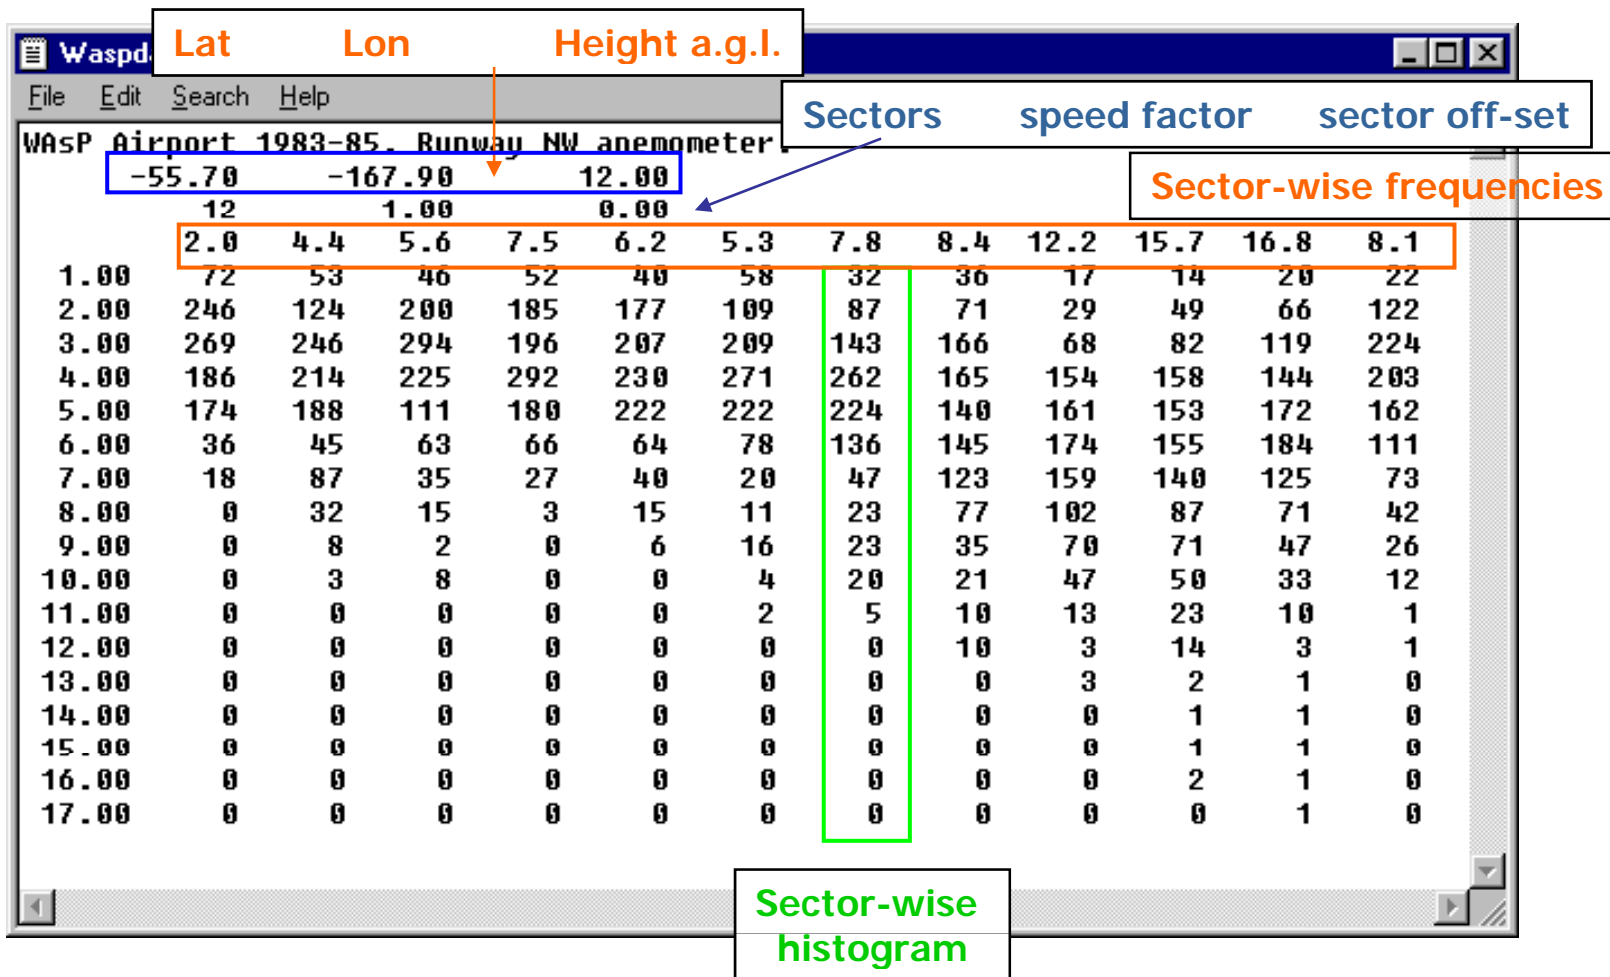 Lat Lon Height a.g.l.
Waspd
File Edit Search Help
Sectors speed factor sector off-set
WAsP Airport 1983-85. Runway NW anemometer.
-55.70 -167.90 12.00
Sector-wise frequencies
12 1.00 0.00
2.0 4.4 5.6 7.5 6.2 5.3 7.8 8.4 12.2 15.7 16.8 8.1
1.00 72 53 46 52 40 58 32 36 17 14 20 22
2.00 246 124 200 185 177 109 87 71 29 49 66 122
3.00 269 246 294 196 207 209 143 166 68 82 119 224
4.00 186 214 225 292 230 271 262 165 154 158 144 203
5.00 174 188 111 180 222 222 224 140 161 153 172 162
6.00 36 45 63 66 64 78 136 145 174 155 184 111
7.00 18 87 35 27 40 20 47 123 159 140 125 73
8.00 0 32 15 3 15 11 23 77 102 87 71 42
9.00 0 8 2 0 6 16 23 35 70 71 47 26
10.00 0 3 8 0 0 4 20 21 47 50 33 12
11.00 0 0 0 0 0 2 5 10 13 23 10 1
12.00 0 0 0 0 0 0 0 10 3 14 3 1
13.00 0 0 0 0 0 0 0 0 3 2 1 0
14.00 0 0 0 0 0 0 0 0 0 1 1 0
15.00 0 0 0 0 0 0 0 0 0 1 1 0
16.00 0 0 0 0 0 0 0 0 0 2 1 0
17.00 0 0 0 0 0 0 0 0 0 0 1 0
Sector-wise
histogram